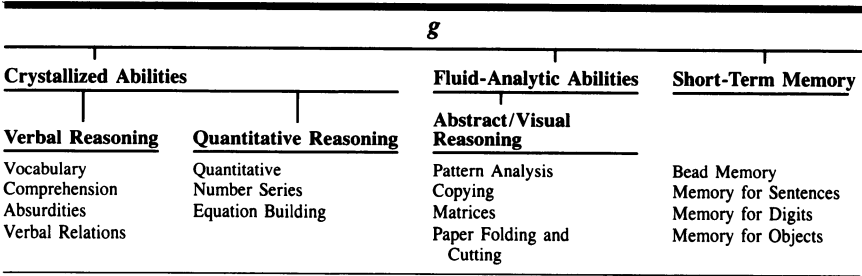 g
Crystallized Abilities
Fluid-Analytic Abilities
Short-Term Memory
Verbal Reasoning
Quantitative Reasoning
Abstract/Visual
Reasoning
Vocabulary
Comprehension
Absurdities
Verbal Relations
Quantitative
Number Series
Equation Building
Pattern Analysis
Copying
Matrices
Paper Folding and
Cutting
Bead Memory
Memory for Sentences
Memory for Digits
Memory for Objects